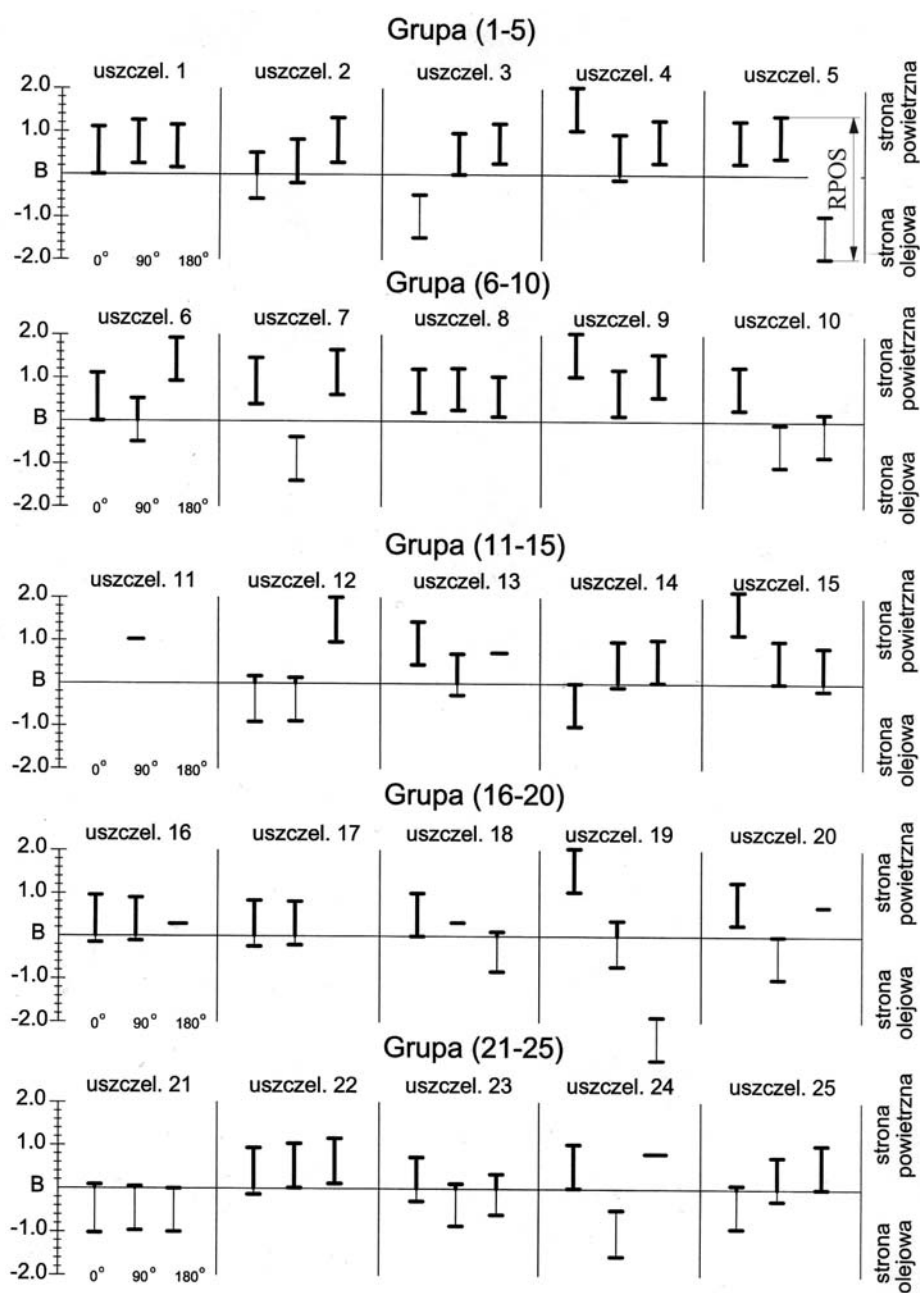 Grupa (1-5)
uszczel. 1 uszczel. 2 uszczel. 3 uszczel. 4 uszczel. 5
2.0
1.0
B
-1.0
-2.0
0° 90° 180°
RPOS
strona powietrzna
strona olejowa
Grupa (6-10)
uszczel. 6 uszczel. 7 uszczel. 8 uszczel. 9 uszczel. 10
2.0
1.0
B
-1.0
-2.0
0° 90° 180°
strona powietrzna
strona olejowa
Grupa (11-15)
uszczel. 11 uszczel. 12 uszczel. 13 uszczel. 14 uszczel. 15
2.0
1.0
B
-1.0
-2.0
0° 90° 180°
strona powietrzna
strona olejowa
Grupa (16-20)
uszczel. 16 uszczel. 17 uszczel. 18 uszczel. 19 uszczel. 20
2.0
1.0
B
-1.0
-2.0
0° 90° 180°
strona powietrzna
strona olejowa
Grupa (21-25)
uszczel. 21 uszczel. 22 uszczel. 23 uszczel. 24 uszczel. 25
2.0
1.0
B
-1.0
-2.0
0° 90° 180°
strona powietrzna
strona olejowa